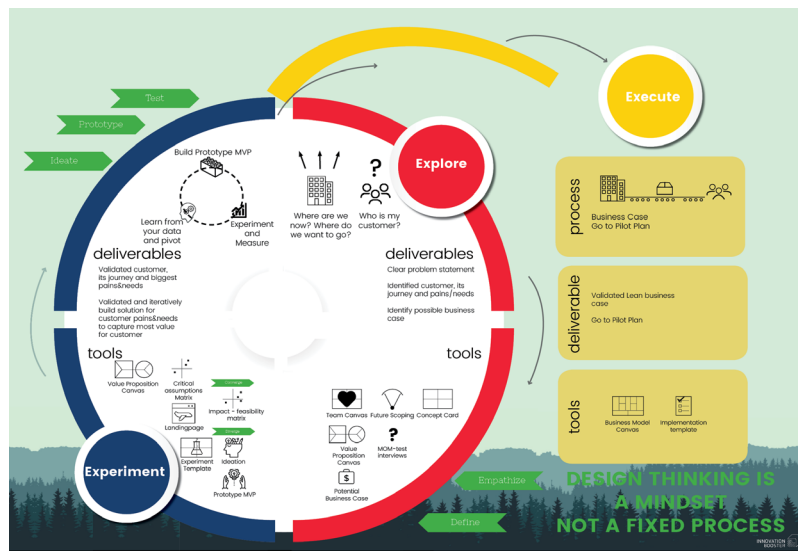 Test
Prototype
Ideate
Build Prototype MVP
Learn from
your data
and pivot
Experiment
and
Measure
deliverables
Validated customer,
its journey and biggest
pains&needs
Validated and iteratively
build solution for
customer pains&needs
to capture most value
for customer
tools
Value Proposition
Canvas
Critical
assumptions
Matrix
Landingpage
Impact - feasibility
matrix
Experiment
Template
Ideation
Prototype MVP
Experiment
Explore
Where are we
now? Where do
we want to go?
Who is my
customer?
deliverables
Clear problem statement
Identified customer, its
journey and pains/needs
Identify possible business
case
tools
Team Canvas
Future Scoping
Concept Card
Value
Proposition
Canvas
MOM-test
interviews
Potential
Business Case
Empathize
Define
Execute
process
Business Case
Go to Pilot Plan
deliverable
Validated Lean business
case
Go to Pilot Plan
tools
Business Model
Canvas
Implementation
template
DESIGN THINKING IS
A MINDSET
NOT A FIXED PROCESS
INNOVATION
BOOSTER